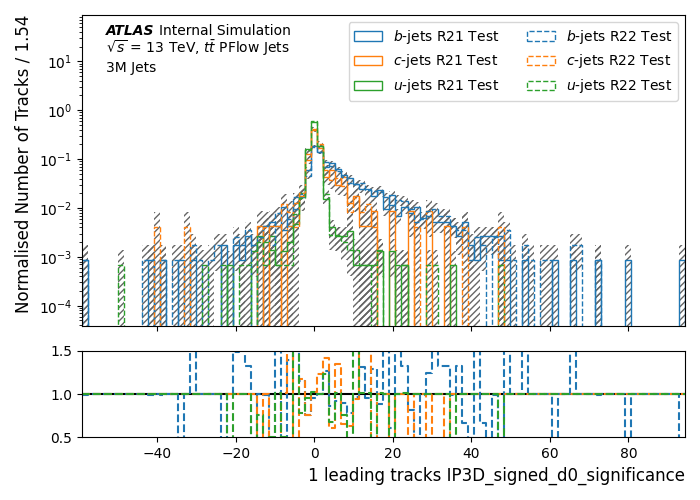 ATLAS Internal Simulation
√s = 13 TeV, tt̄ PFlow Jets
3M Jets
b-jets R21 Test
c-jets R21 Test
u-jets R21 Test
b-jets R22 Test
c-jets R22 Test
u-jets R22 Test
Normalised Number of Tracks / 1.54
10¹
10⁰
10⁻¹
10⁻²
10⁻³
10⁻⁴
1.5
1.0
0.5
−40 −20 0 20 40 60 80
1 leading tracks IP3D_signed_d0_significance